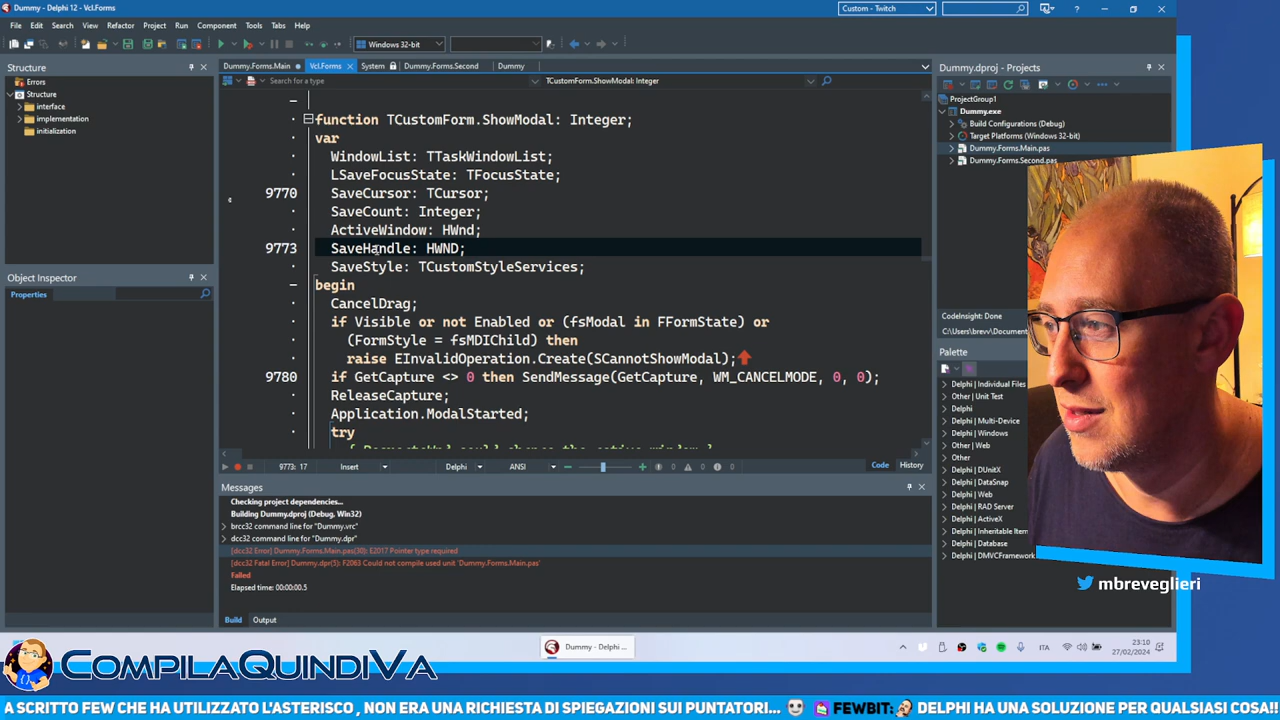 Dummy - Delphi 12 - Vcl.Forms
Custom - Twitch
File Edit Search View Refactor Project Run Component Tools Tabs Help
Windows 32-bit
Structure
Errors
Structure
interface
implementation
initialization
Object Inspector
Properties
Dummy.Forms.Main
Vcl.Forms
System
Dummy.Forms.Second
Dummy
Search for a type
TCustomForm.ShowModal: Integer
function TCustomForm.ShowModal: Integer;
var
WindowList: TTaskWindowList;
LSaveFocusState: TFocusState;
9770 SaveCursor: TCursor;
SaveCount: Integer;
ActiveWindow: HWnd;
9773 SaveHandle: HWND;
SaveStyle: TCustomStyleServices;
begin
CancelDrag;
if Visible or not Enabled or (fsModal in FFormState) or
(FormStyle = fsMDIChild) then
raise EInvalidOperation.Create(SCannotShowModal);
9780 if GetCapture <> 0 then SendMessage(GetCapture, WM_CANCELMODE, 0, 0);
ReleaseCapture;
Application.ModalStarted;
try
9773: 17 Insert Delphi ANSI 0 0 0 Code History
Messages
Checking project dependencies...
Building Dummy.dproj (Debug, Win32)
brcc32 command line for "Dummy.vrc"
dcc32 command line for "Dummy.dpr"
[dcc32 Error] Dummy.Forms.Main.pas(30): E2017 Pointer type required
[dcc32 Fatal Error] Dummy.dpr(5): F2063 Could not compile used unit 'Dummy.Forms.Main.pas'
Failed
Elapsed time: 00:00:00.5
Build Output
Dummy.dproj - Projects
ProjectGroup1
Dummy.exe
Build Configurations (Debug)
Target Platforms (Windows 32-bit)
Dummy.Forms.Main.pas
Dummy.Forms.Second.pas
CodeInsight: Done
C:\Users\brevv\Document
Palette
Delphi | Individual Files
Other | Unit Test
Delphi
Delphi | Multi-Device
Delphi | Windows
Other
Delphi | DUnitX
Delphi | DataSnap
Delphi | Web
Delphi | RAD Server
Delphi | ActiveX
Delphi | Inheritable Item
Delphi | Database
Delphi | DMVCFramework
mbreveglieri
Dummy - Delphi ...
ITA
23:10
27/02/2024
COMPILAQUINDIVA
A SCRITTO FEW CHE HA UTILIZZATO L'ASTERISCO , NON ERA UNA RICHIESTA DI SPIEGAZIONI SUI PUNTATORI... FEWBIT: DELPHI HA UNA SOLUZIONE PER QUALSIASI COSA!!